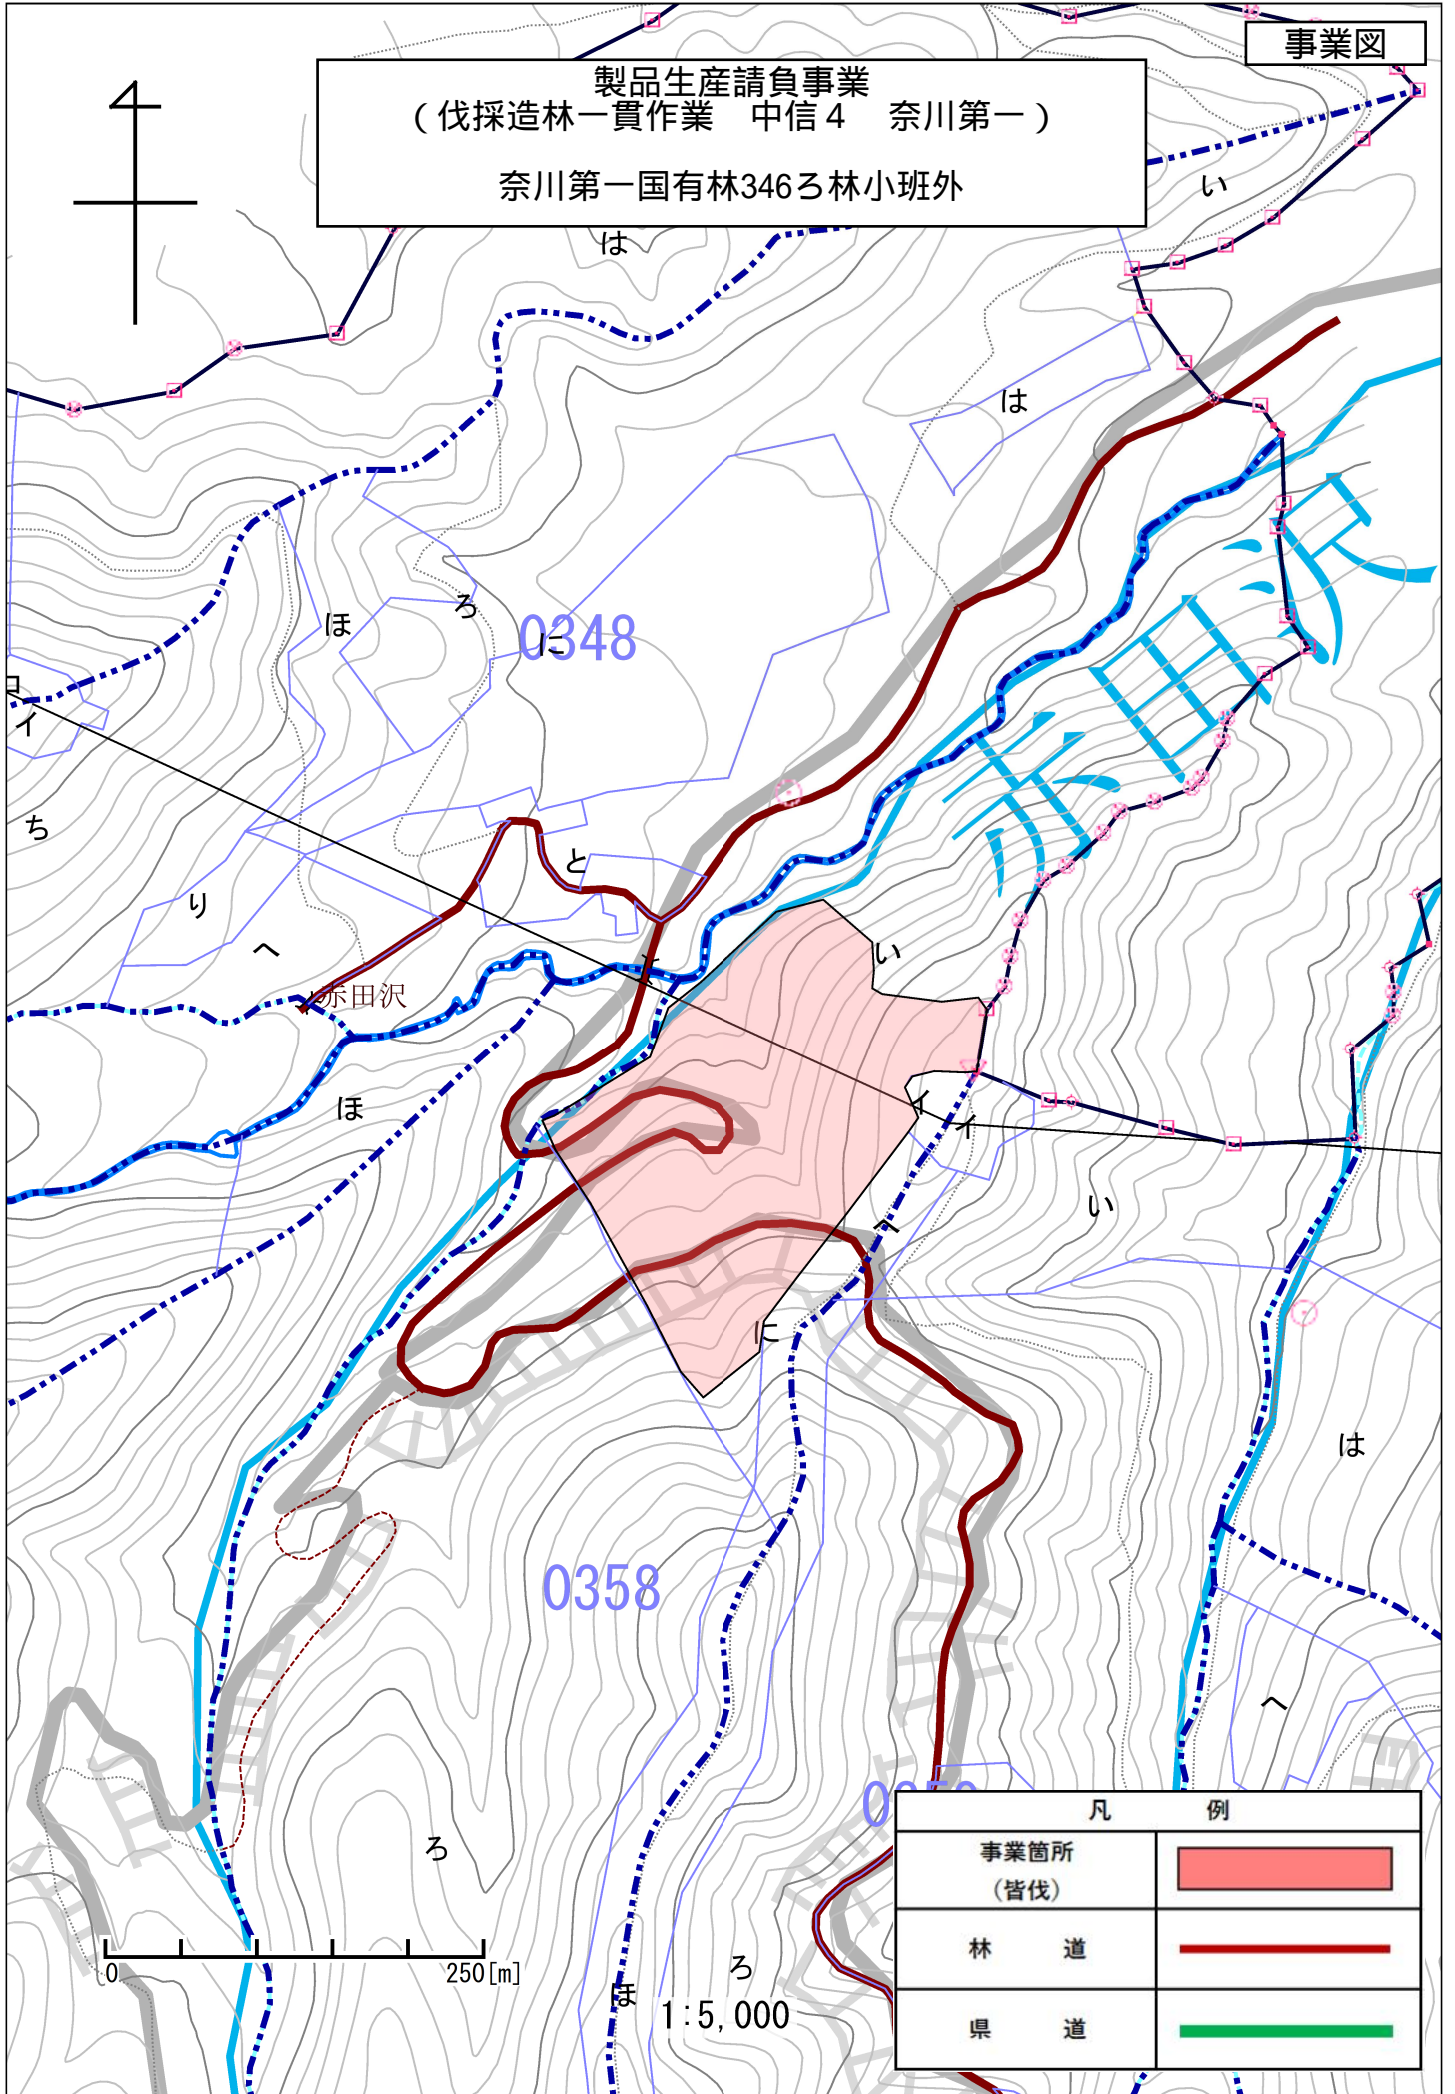 事業図
製品生産請負事業
（伐採造林一貫作業　中信４　奈川第一）
奈川第一国有林346ろ林小班外
い
は
は
ほ
ろ
0348
に
イ
ち
と
り
へ
い
赤田沢
ほ
イ
イ
い
へ
に
は
0358
へ
ろ
ろ
ほ
0
250[m]
1:5,000
凡　例
事業箇所
（皆伐）
林　道
県　道